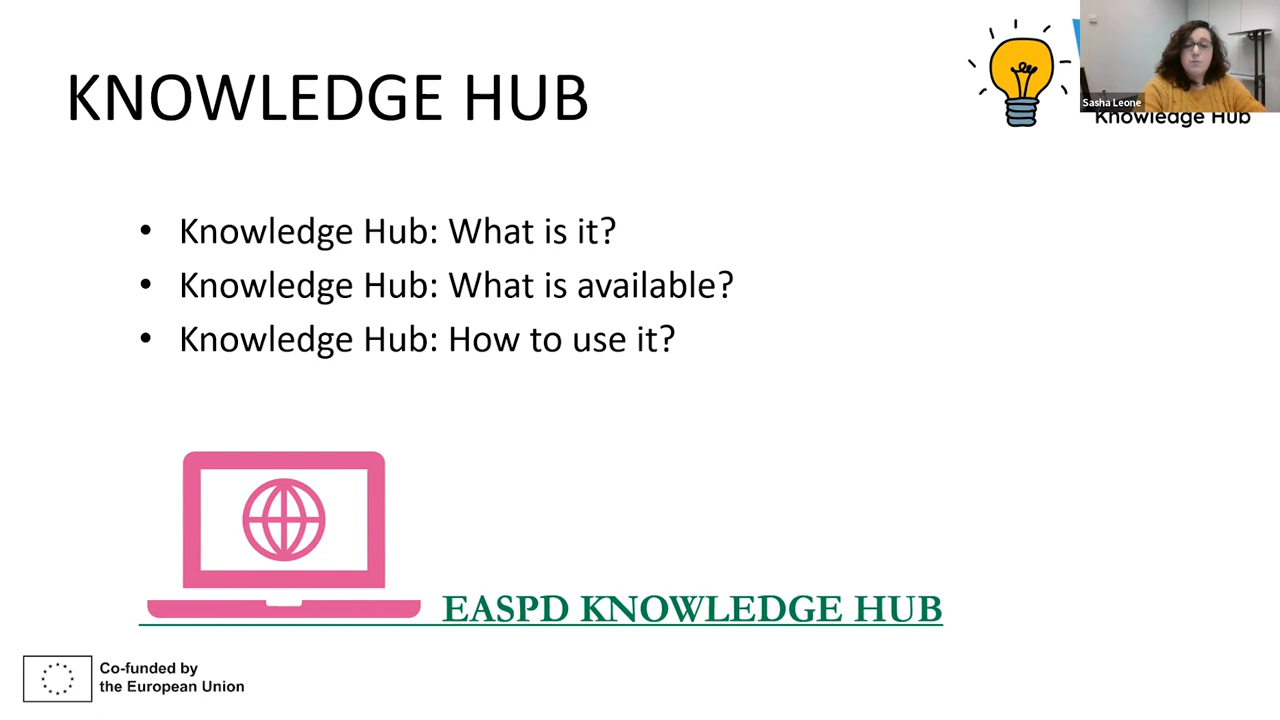 KNOWLEDGE HUB
Sasha Leone
Knowledge Hub
• Knowledge Hub: What is it?
• Knowledge Hub: What is available?
• Knowledge Hub: How to use it?
EASPD KNOWLEDGE HUB
Co-funded by
the European Union